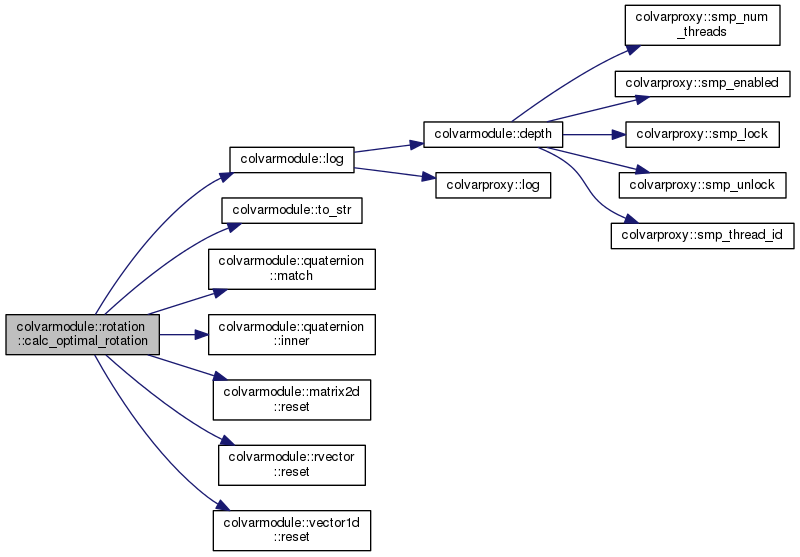 colvarproxy::smp_num
_threads
colvarproxy::smp_enabled
colvarmodule::depth
colvarproxy::smp_lock
colvarmodule::log
colvarproxy::log
colvarproxy::smp_unlock
colvarmodule::to_str
colvarproxy::smp_thread_id
colvarmodule::quaternion
::match
colvarmodule::rotation
::calc_optimal_rotation
colvarmodule::quaternion
::inner
colvarmodule::matrix2d
::reset
colvarmodule::rvector
::reset
colvarmodule::vector1d
::reset